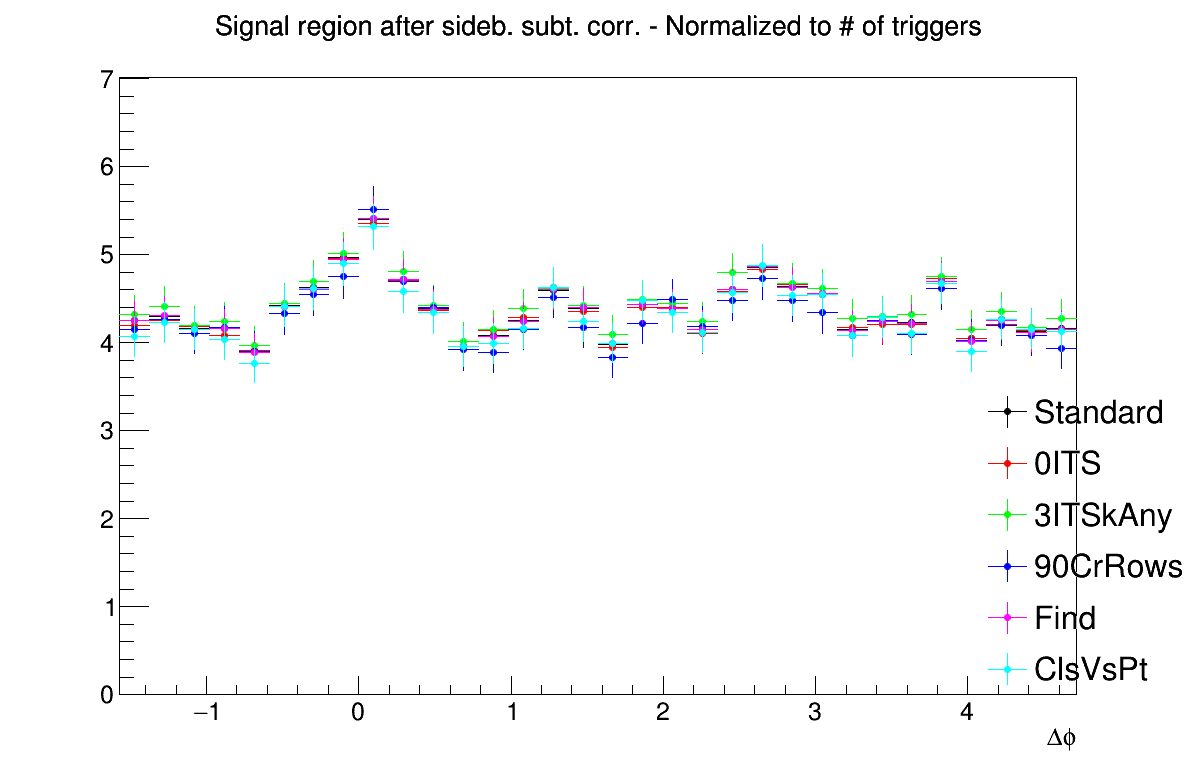 Signal region after sideb. subt. corr. - Normalized to # of triggers
7
6
5
4
3
2
1
0
−1 0 1 2 3 4
Δϕ
Standard
0ITS
3ITSkAny
90CrRows
Find
ClsVsPt